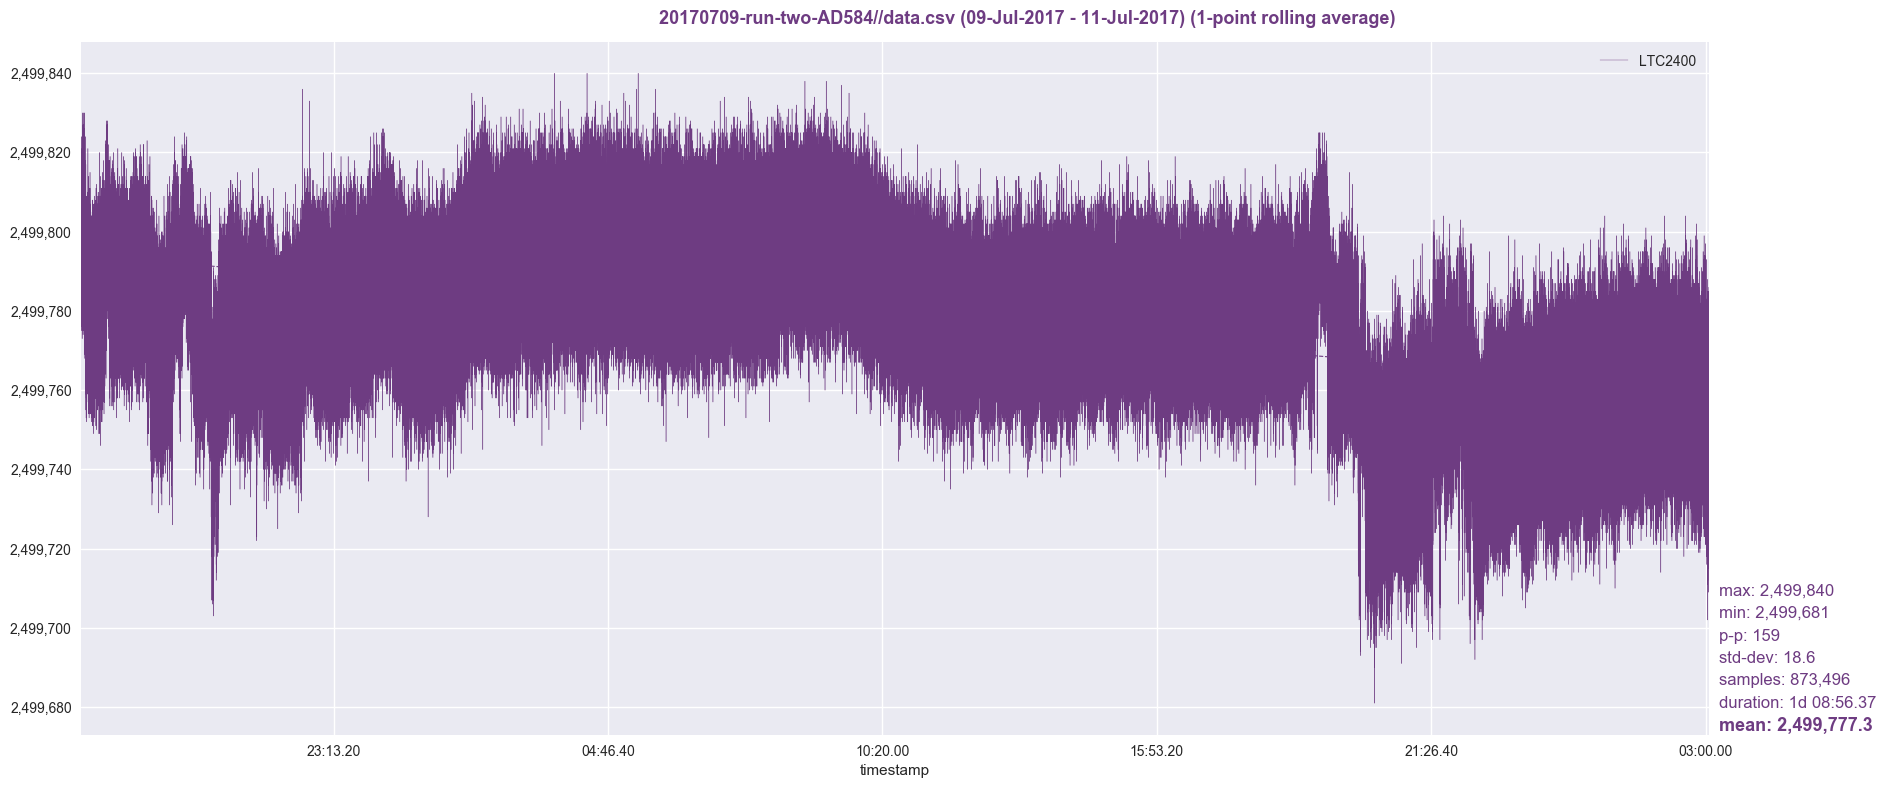 20170709-run-two-AD584//data.csv (09-Jul-2017 - 11-Jul-2017) (1-point rolling average)
LTC2400
2,499,840
2,499,820
2,499,800
2,499,780
2,499,760
2,499,740
2,499,720
2,499,700
2,499,680
max: 2,499,840
min: 2,499,681
p-p: 159
std-dev: 18.6
samples: 873,496
duration: 1d 08:56.37
mean: 2,499,777.3
23:13.20 04:46.40 10:20.00 15:53.20 21:26.40 03:00.00
timestamp